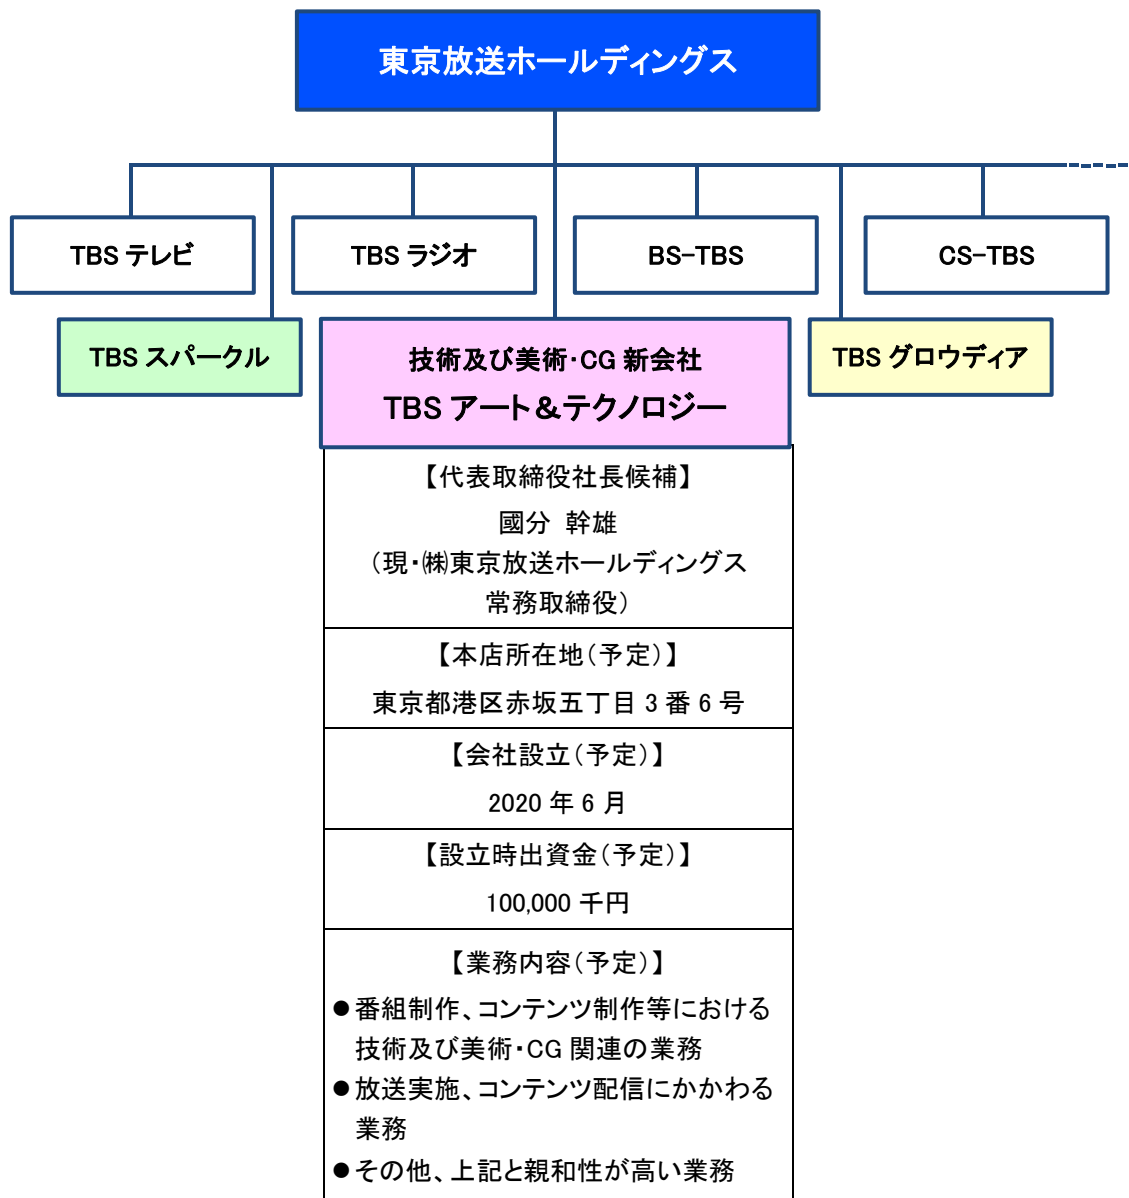 東京放送ホールディングス
TBS テレビ
TBS ラジオ
BS-TBS
CS-TBS
TBS スパークル
技術及び美術・CG 新会社
TBS アート＆テクノロジー
TBS グロウディア
【代表取締役社長候補】
國分 幹雄
（現・㈱東京放送ホールディングス
常務取締役）
【本店所在地（予定）】
東京都港区赤坂五丁目 3 番 6 号
【会社設立（予定）】
2020 年 6 月
【設立時出資金（予定）】
100,000 千円
【業務内容（予定）】
●番組制作、コンテンツ制作等における
技術及び美術・CG 関連の業務
●放送実施、コンテンツ配信にかかわる
業務
●その他、上記と親和性が高い業務